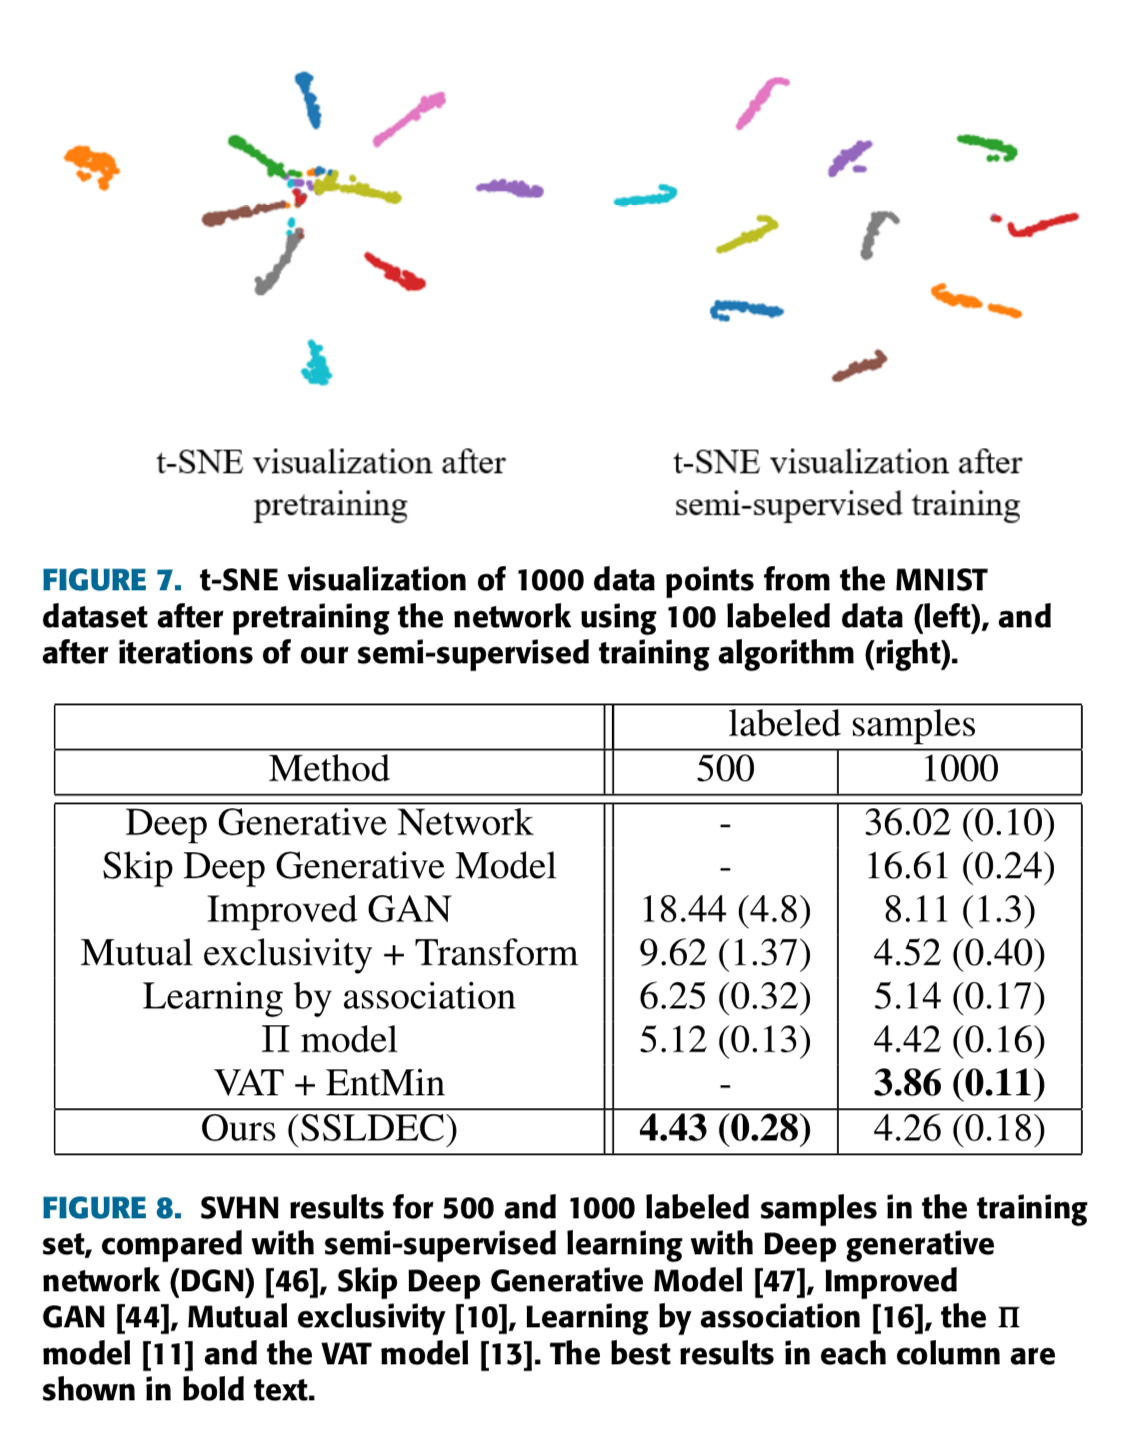 t-SNE visualization after
pretraining
t-SNE visualization after
semi-supervised training
FIGURE 7. t-SNE visualization of 1000 data points from the MNIST
dataset after pretraining the network using 100 labeled data (left), and
after iterations of our semi-supervised training algorithm (right).
labeled samples
Method 500 1000
Deep Generative Network - 36.02 (0.10)
Skip Deep Generative Model - 16.61 (0.24)
Improved GAN 18.44 (4.8) 8.11 (1.3)
Mutual exclusivity + Transform 9.62 (1.37) 4.52 (0.40)
Learning by association 6.25 (0.32) 5.14 (0.17)
Π model 5.12 (0.13) 4.42 (0.16)
VAT + EntMin - 3.86 (0.11)
Ours (SSLDEC) 4.43 (0.28) 4.26 (0.18)
FIGURE 8. SVHN results for 500 and 1000 labeled samples in the training
set, compared with semi-supervised learning with Deep generative
network (DGN) [46], Skip Deep Generative Model [47], Improved
GAN [44], Mutual exclusivity [10], Learning by association [16], the Π
model [11] and the VAT model [13]. The best results in each column are
shown in bold text.